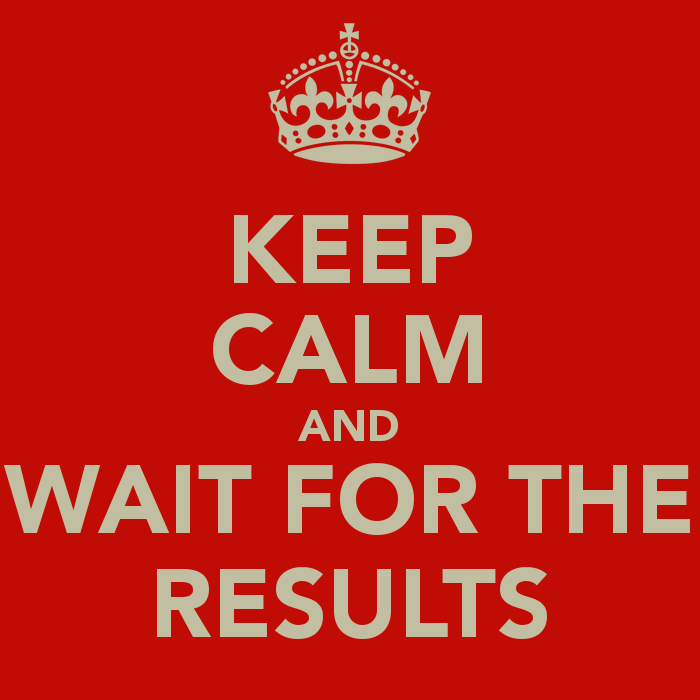 KEEP
CALM
AND
WAIT FOR THE
RESULTS